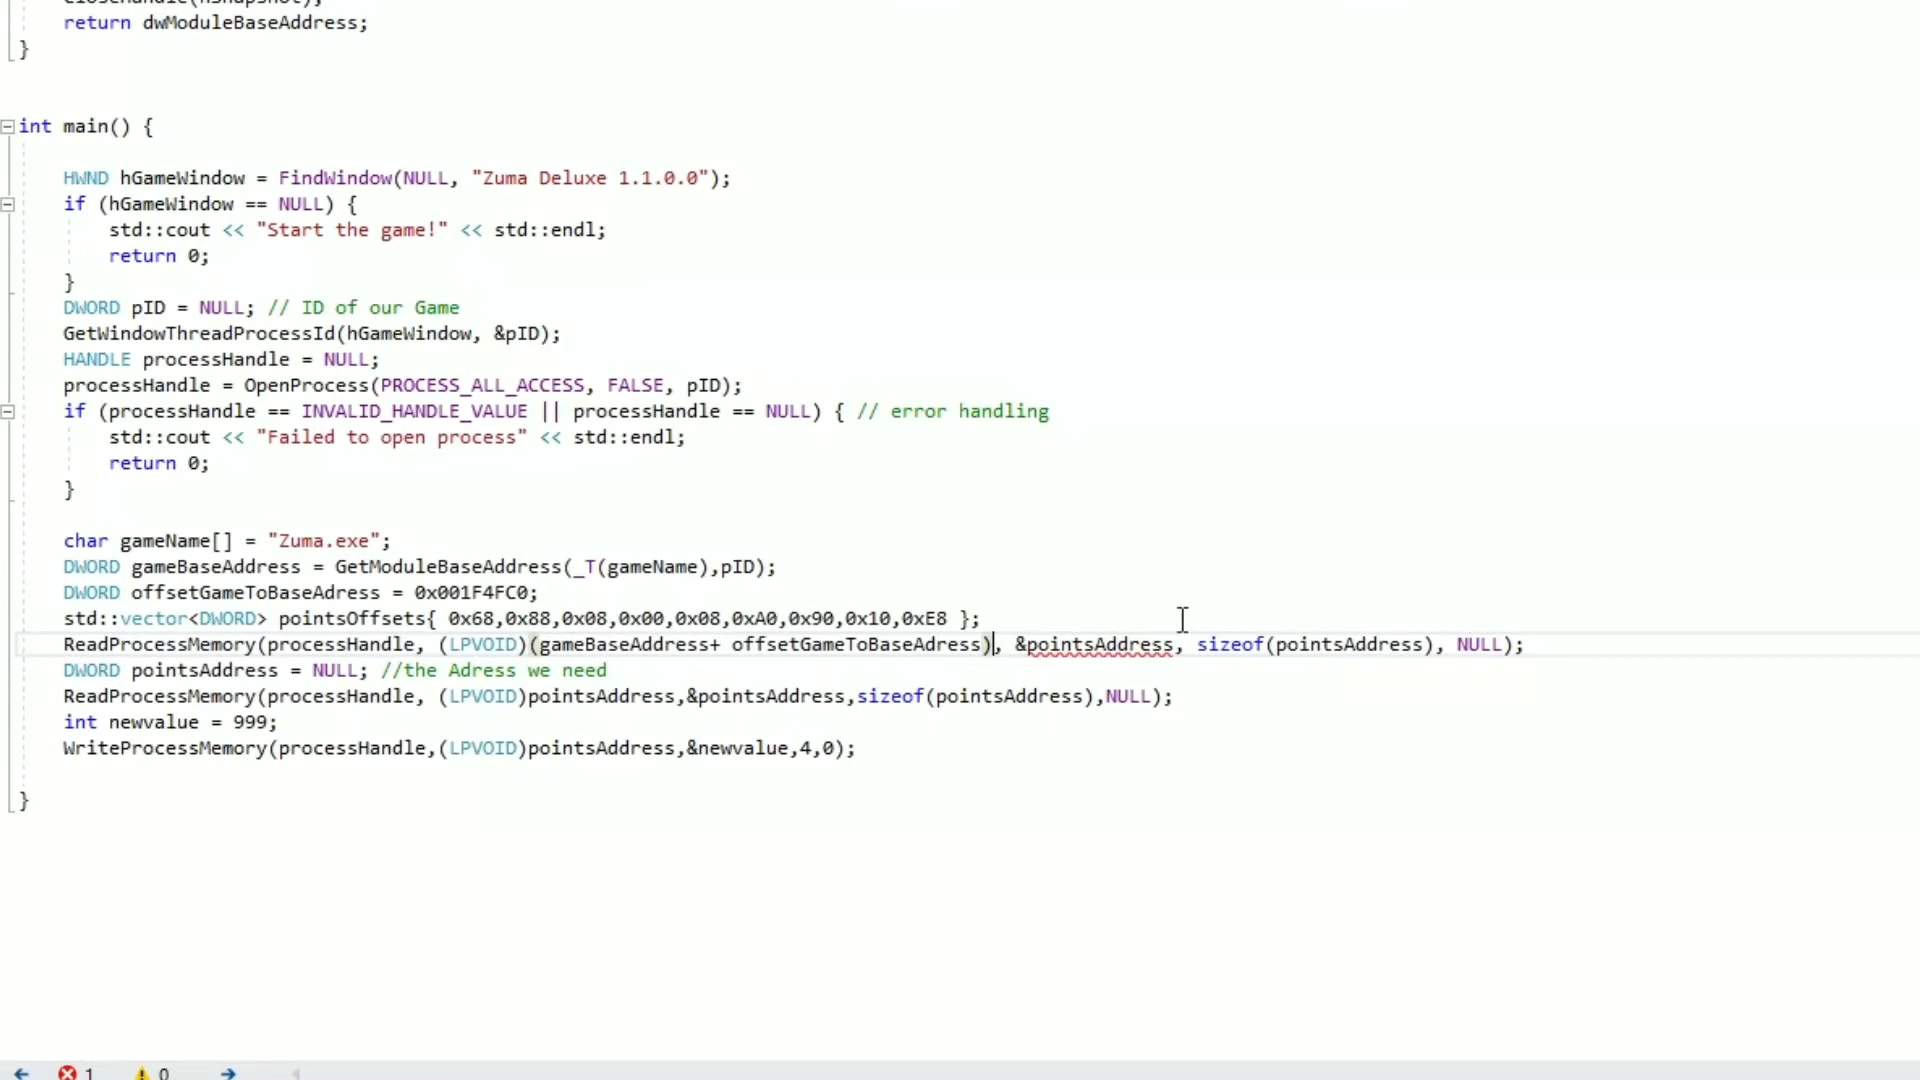 return dwModuleBaseAddress;
}
int main() {
HWND hGameWindow = FindWindow(NULL, "Zuma Deluxe 1.1.0.0");
if (hGameWindow == NULL) {
std::cout << "Start the game!" << std::endl;
return 0;
}
DWORD pID = NULL; // ID of our Game
GetWindowThreadProcessId(hGameWindow, &pID);
HANDLE processHandle = NULL;
processHandle = OpenProcess(PROCESS_ALL_ACCESS, FALSE, pID);
if (processHandle == INVALID_HANDLE_VALUE || processHandle == NULL) { // error handling
std::cout << "Failed to open process" << std::endl;
return 0;
}
char gameName[] = "Zuma.exe";
DWORD gameBaseAddress = GetModuleBaseAddress(_T(gameName),pID);
DWORD offsetGameToBaseAdress = 0x001F4FC0;
std::vector<DWORD> pointsOffsets{ 0x68,0x88,0x08,0x00,0x08,0xA0,0x90,0x10,0xE8 };
ReadProcessMemory(processHandle, (LPVOID)(gameBaseAddress+ offsetGameToBaseAdress), &pointsAddress, sizeof(pointsAddress), NULL);
DWORD pointsAddress = NULL; //the Adress we need
ReadProcessMemory(processHandle, (LPVOID)pointsAddress,&pointsAddress,sizeof(pointsAddress),NULL);
int newvalue = 999;
WriteProcessMemory(processHandle,(LPVOID)pointsAddress,&newvalue,4,0);
}
1 0